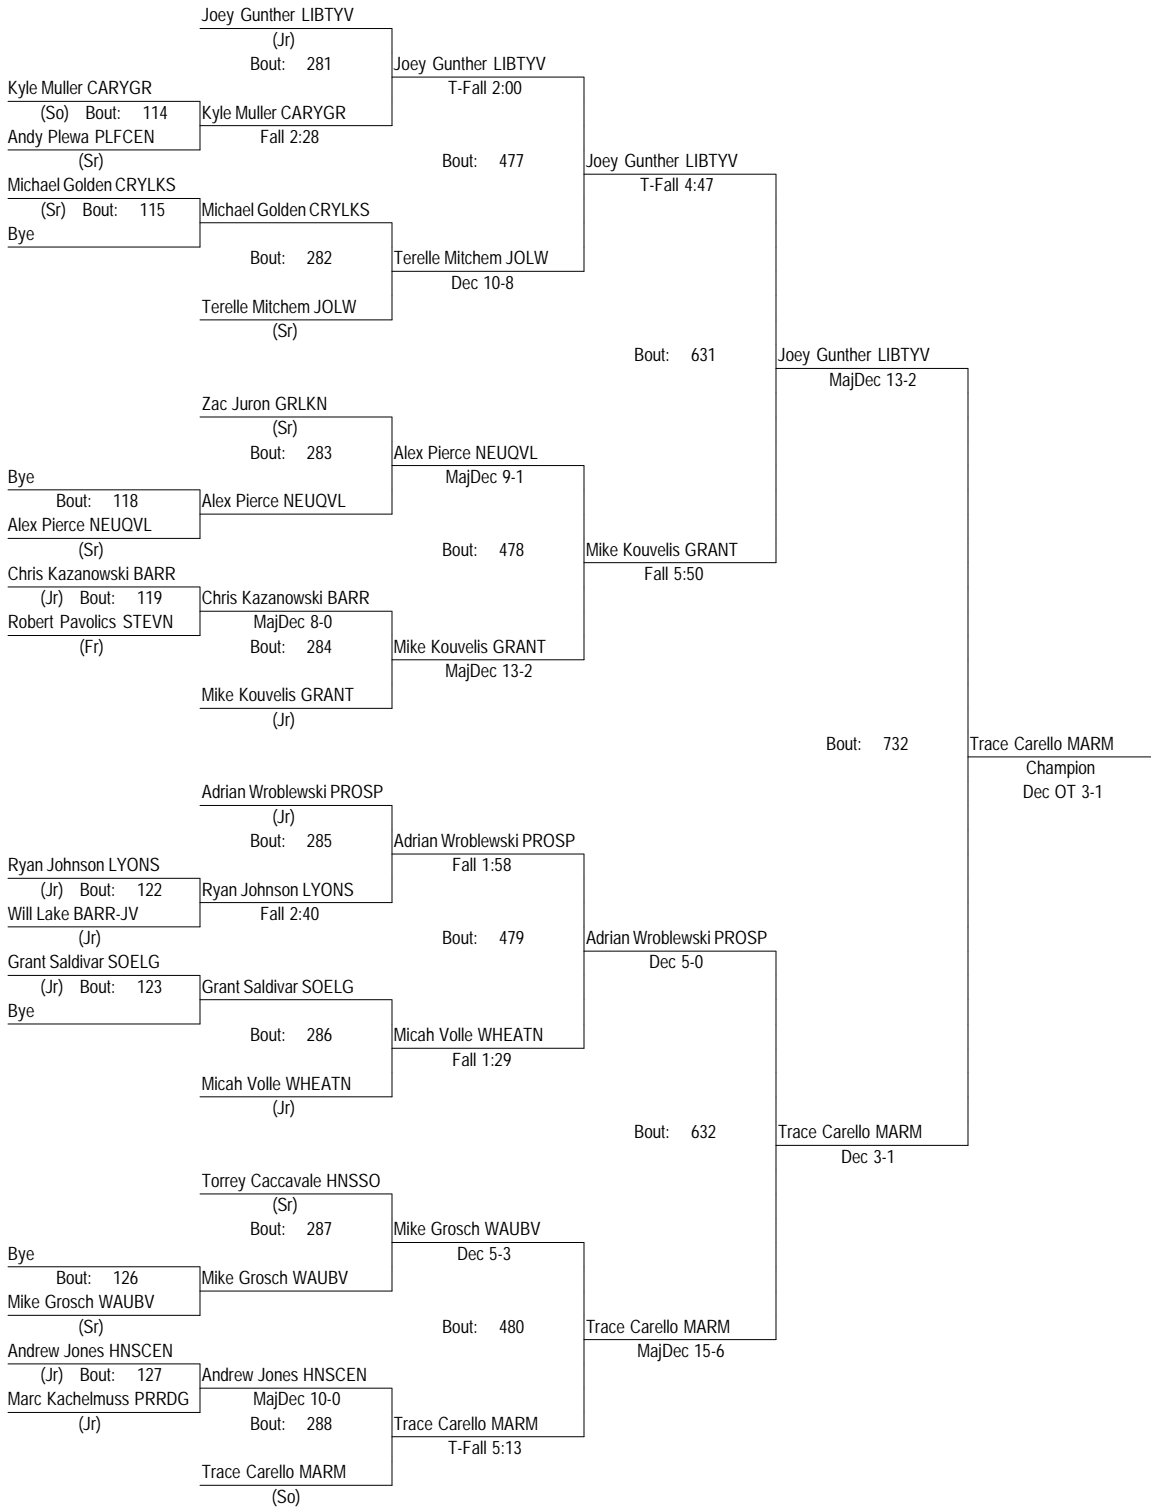 Joey Gunther LIBTYV
(Jr)
Bout: 281
Joey Gunther LIBTYV
T-Fall 2:00
Kyle Muller CARYGR
(So) Bout: 114
Kyle Muller CARYGR
Fall 2:28
Andy Plewa PLFCEN
(Sr)
Bout: 477
Joey Gunther LIBTYV
T-Fall 4:47
Michael Golden CRYLKS
(Sr) Bout: 115
Michael Golden CRYLKS
Bye
Bout: 282
Terelle Mitchem JOLW
Dec 10-8
Terelle Mitchem JOLW
(Sr)
Bout: 631
Joey Gunther LIBTYV
MajDec 13-2
Zac Juron GRLKN
(Sr)
Bout: 283
Alex Pierce NEUQVL
MajDec 9-1
Bye
Bout: 118
Alex Pierce NEUQVL
Alex Pierce NEUQVL
(Sr)
Bout: 478
Mike Kouvelis GRANT
Fall 5:50
Chris Kazanowski BARR
(Jr) Bout: 119
Chris Kazanowski BARR
MajDec 8-0
Robert Pavolics STEVN
(Fr)
Bout: 284
Mike Kouvelis GRANT
MajDec 13-2
Mike Kouvelis GRANT
(Jr)
Bout: 732
Trace Carello MARM
Champion
Dec OT 3-1
Adrian Wroblewski PROSP
(Jr)
Bout: 285
Adrian Wroblewski PROSP
Fall 1:58
Ryan Johnson LYONS
(Jr) Bout: 122
Ryan Johnson LYONS
Fall 2:40
Will Lake BARR-JV
(Jr)
Bout: 479
Adrian Wroblewski PROSP
Dec 5-0
Grant Saldivar SOELG
(Jr) Bout: 123
Grant Saldivar SOELG
Bye
Bout: 286
Micah Volle WHEATN
Fall 1:29
Micah Volle WHEATN
(Jr)
Bout: 632
Trace Carello MARM
Dec 3-1
Torrey Caccavale HNSSO
(Sr)
Bout: 287
Mike Grosch WAUBV
Dec 5-3
Bye
Bout: 126
Mike Grosch WAUBV
Mike Grosch WAUBV
(Sr)
Bout: 480
Trace Carello MARM
MajDec 15-6
Andrew Jones HNSCEN
(Jr) Bout: 127
Andrew Jones HNSCEN
MajDec 10-0
Marc Kachelmuss PRRDG
(Jr)
Bout: 288
Trace Carello MARM
T-Fall 5:13
Trace Carello MARM
(So)